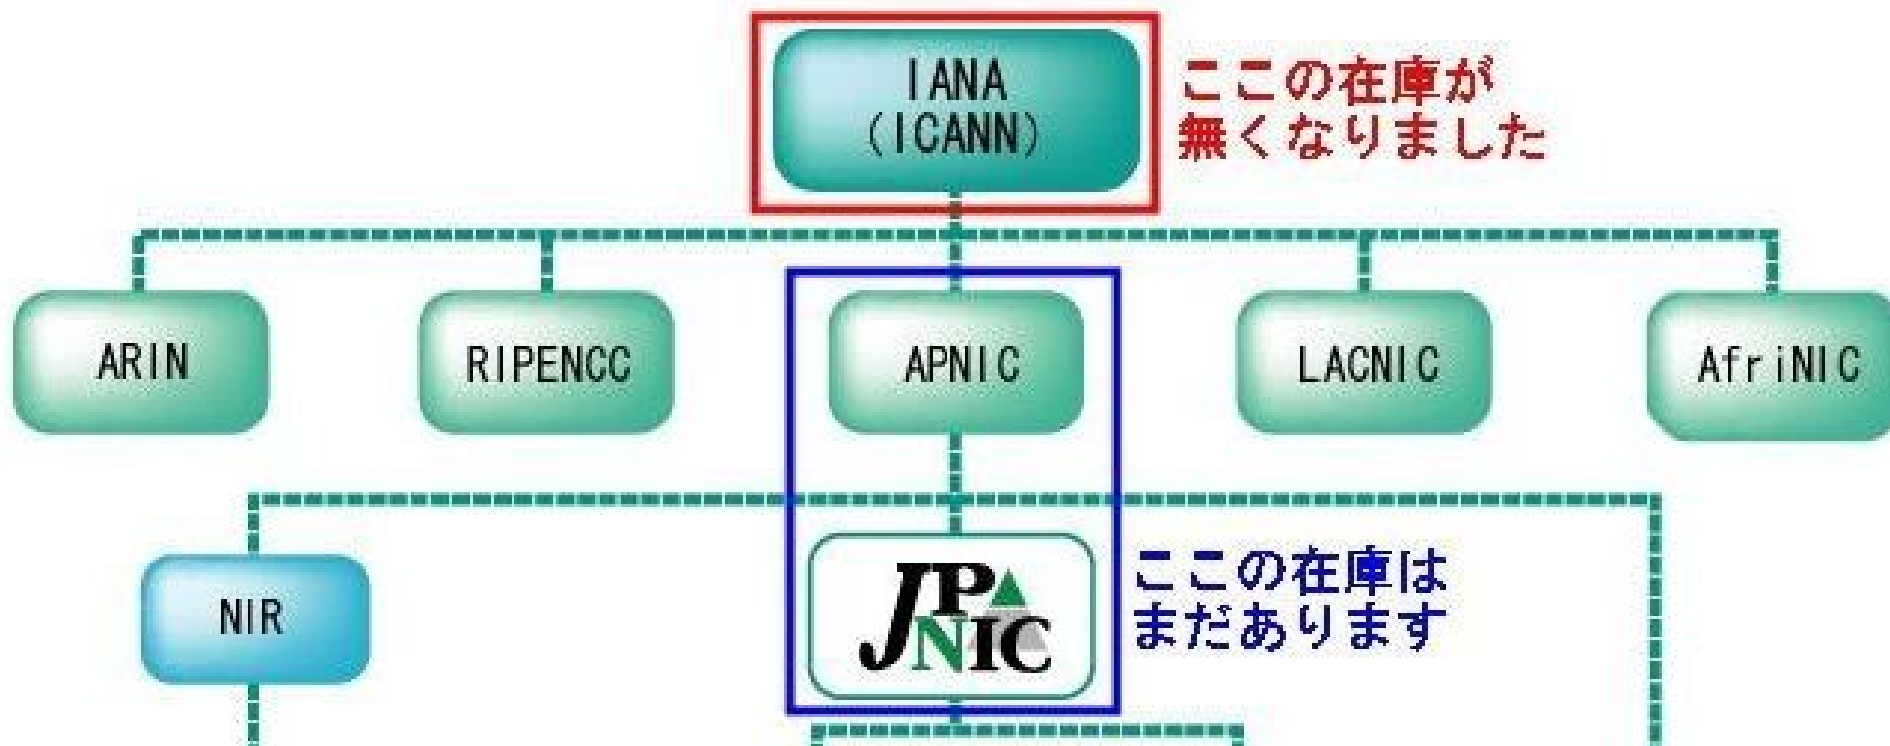 IANA
(ICANN)
ここの在庫が
無くなりました
ARIN
RIPENCC
APNIC
LACNIC
AfriNIC
NIR
JPNIC
ここの在庫は
まだあります